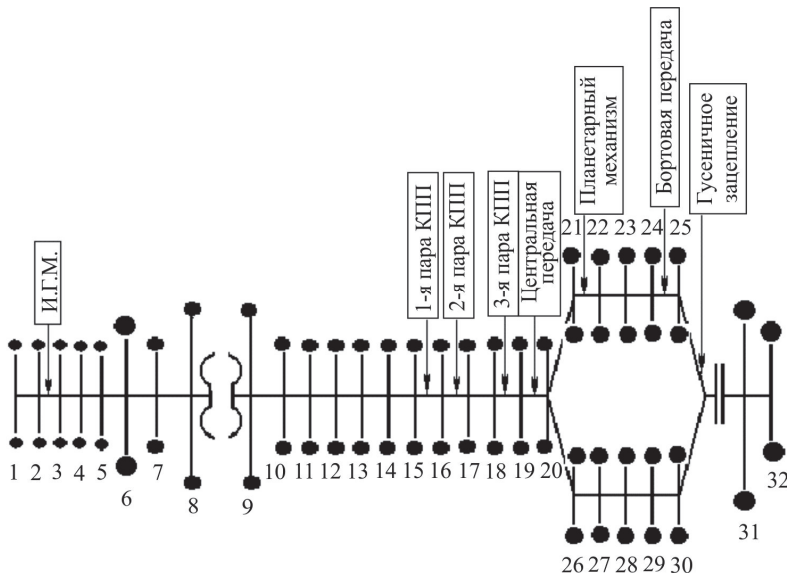 И.Г.М.
1-я пара КПП
2-я пара КПП
3-я пара КПП
Центральная
передача
Планетарный
механизм
Бортовая передача
Гусеничное
зацепление
21 22 23 24 25
1 2 3 4 5 6 7 8 9 10 11 12 13 14 15 16 17 18 19 20
26 27 28 29 30
31
32